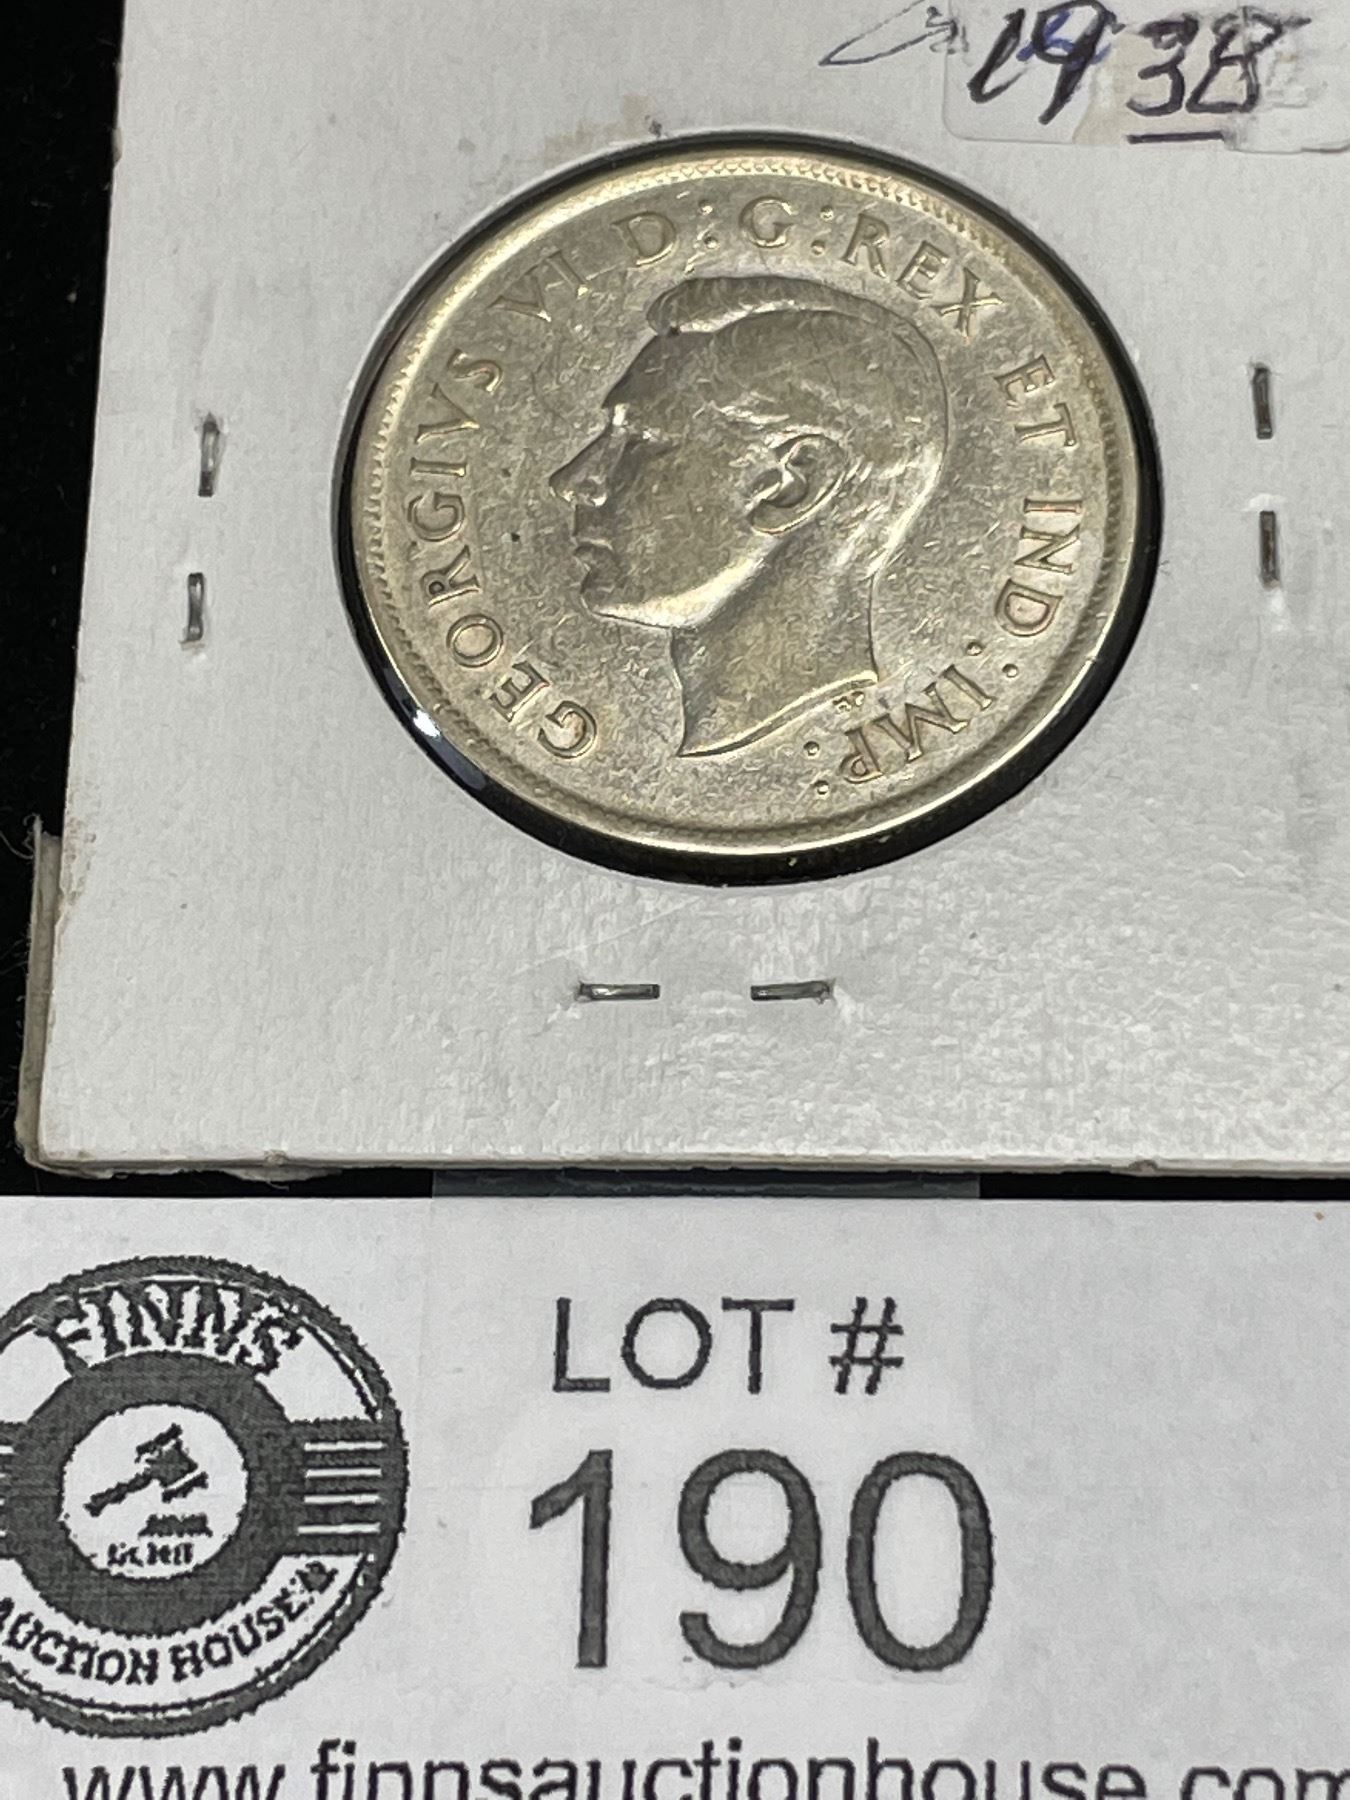 1938
GEORGIVS VI D:G:REX ET IND:IMP:
FINNS
AUCTION HOUSE
LOT #
190
www.finnsauctionhouse.com